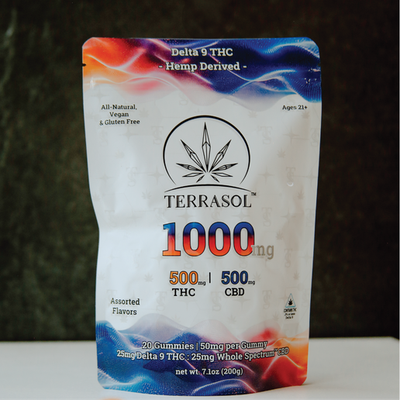 Delta 9 THC
- Hemp Derived -
All-Natural,
Vegan
& Gluten Free
Ages 21+
TERRASOL™
1000mg
500mg | 500mg
THC CBD
Assorted
Flavors
20 Gummies | 50mg per Gummy
25mg Delta 9 THC : 25mg Whole Spectrum CBD
net wt. 7.1oz (200g)